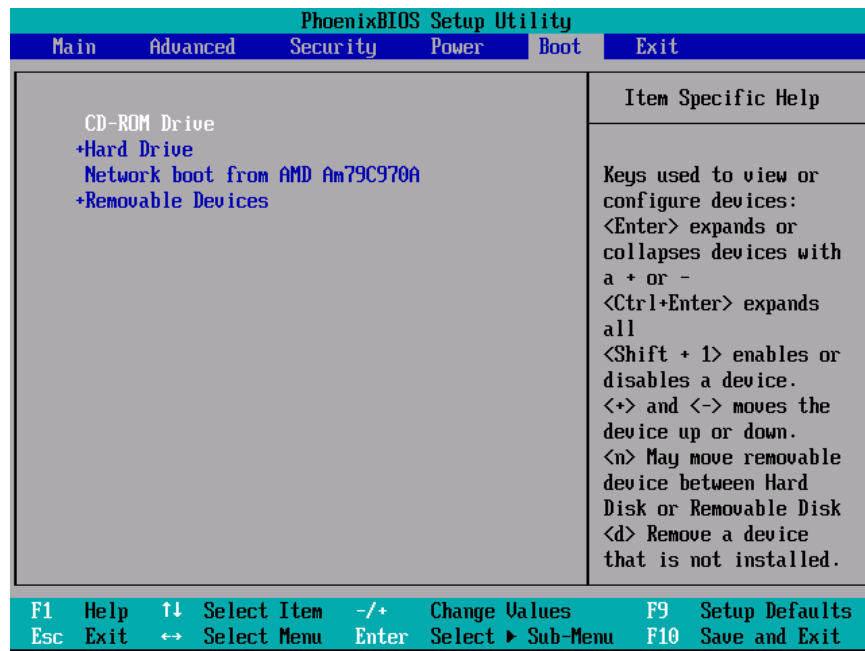 PhoenixBIOS Setup Utility
Main Advanced Security Power Boot Exit
CD-ROM Drive
+Hard Drive
Network boot from AMD Am79C970A
+Removable Devices
Item Specific Help
Keys used to view or
configure devices:
<Enter> expands or
collapses devices with
a + or -
<Ctrl+Enter> expands
all
<Shift + 1> enables or
disables a device.
<+> and <-> moves the
device up or down.
<n> May move removable
device between Hard
Disk or Removable Disk
<d> Remove a device
that is not installed.
F1 Help ↑↓ Select Item -/+ Change Values F9 Setup Defaults
Esc Exit ↔ Select Menu Enter Select ▶ Sub-Menu F10 Save and Exit